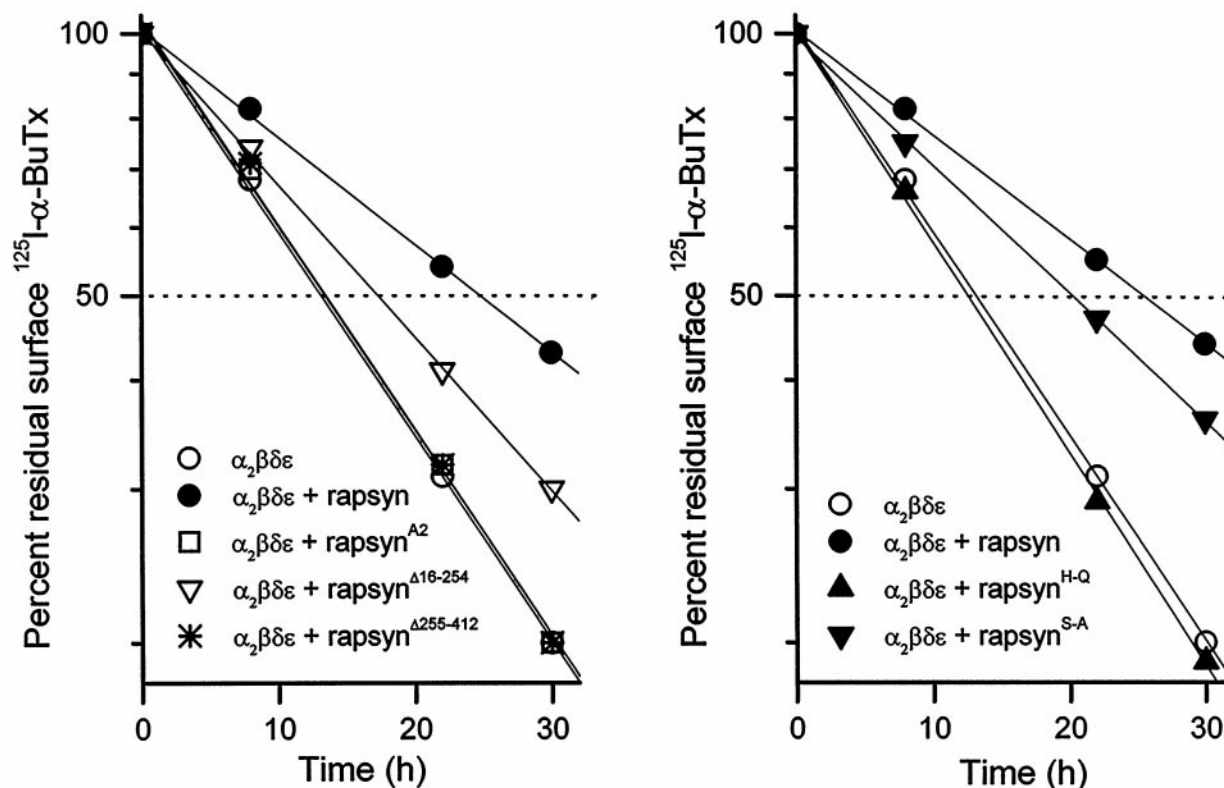 Percent residual surface ¹²⁵I-α-BuTx
100
50
α₂βδε
α₂βδε + rapsyn
α₂βδε + rapsyn^A2
α₂βδε + rapsyn^Δ16-254
α₂βδε + rapsyn^Δ255-412
0 10 20 30
Time (h)
Percent residual surface ¹²⁵I-α-BuTx
100
50
α₂βδε
α₂βδε + rapsyn
α₂βδε + rapsyn^H-Q
α₂βδε + rapsyn^S-A
0 10 20 30
Time (h)